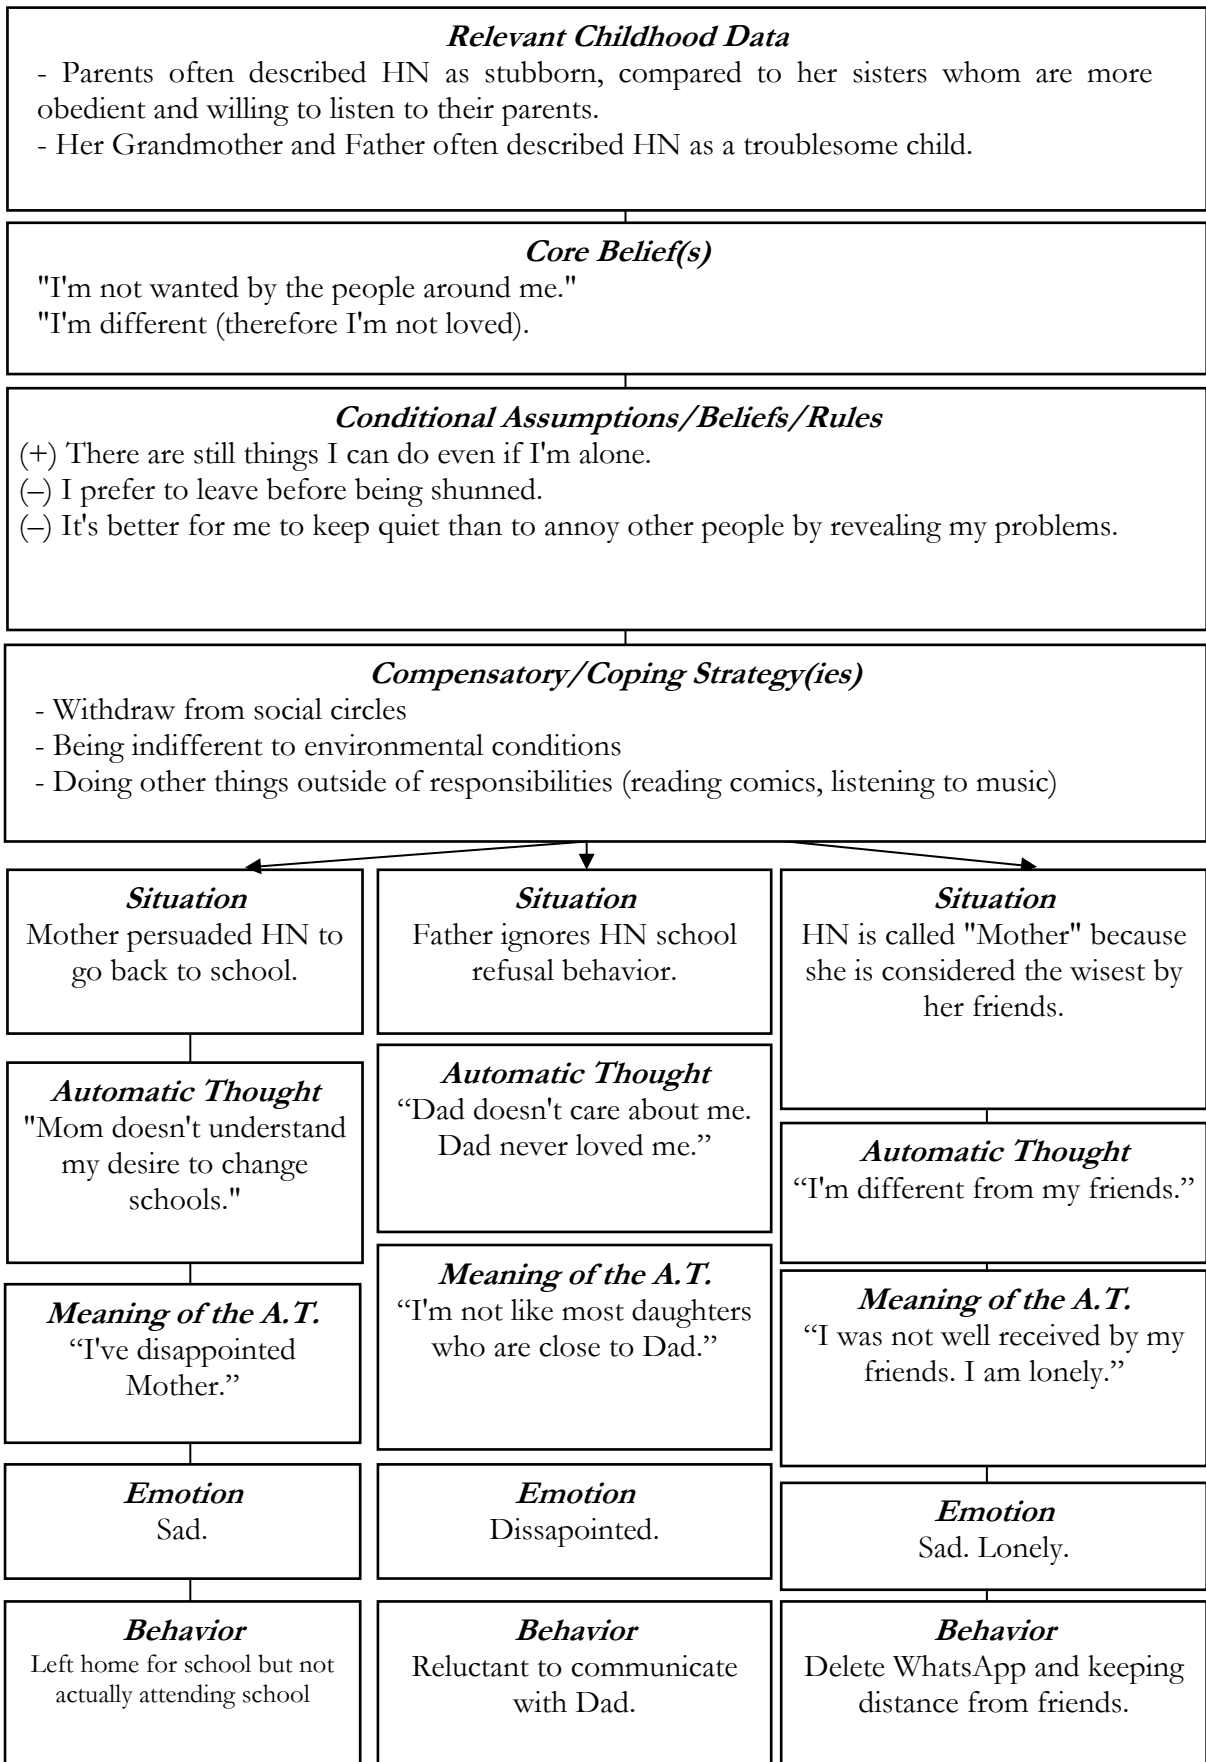 Relevant Childhood Data
- Parents often described HN as stubborn, compared to her sisters whom are more
obedient and willing to listen to their parents.
- Her Grandmother and Father often described HN as a troublesome child.
Core Belief(s)
"I'm not wanted by the people around me."
"I'm different (therefore I'm not loved).
Conditional Assumptions/Beliefs/Rules
(+) There are still things I can do even if I'm alone.
(–) I prefer to leave before being shunned.
(–) It's better for me to keep quiet than to annoy other people by revealing my problems.
Compensatory/Coping Strategy(ies)
- Withdraw from social circles
- Being indifferent to environmental conditions
- Doing other things outside of responsibilities (reading comics, listening to music)
Situation
Mother persuaded HN to
go back to school.
Automatic Thought
"Mom doesn't understand
my desire to change
schools."
Meaning of the A.T.
“I've disappointed
Mother.”
Emotion
Sad.
Behavior
Left home for school but not
actually attending school
Situation
Father ignores HN school
refusal behavior.
Automatic Thought
“Dad doesn't care about me.
Dad never loved me.”
Meaning of the A.T.
“I'm not like most daughters
who are close to Dad.”
Emotion
Dissapointed.
Behavior
Reluctant to communicate
with Dad.
Situation
HN is called "Mother" because
she is considered the wisest by
her friends.
Automatic Thought
“I'm different from my friends.”
Meaning of the A.T.
“I was not well received by my
friends. I am lonely.”
Emotion
Sad. Lonely.
Behavior
Delete WhatsApp and keeping
distance from friends.